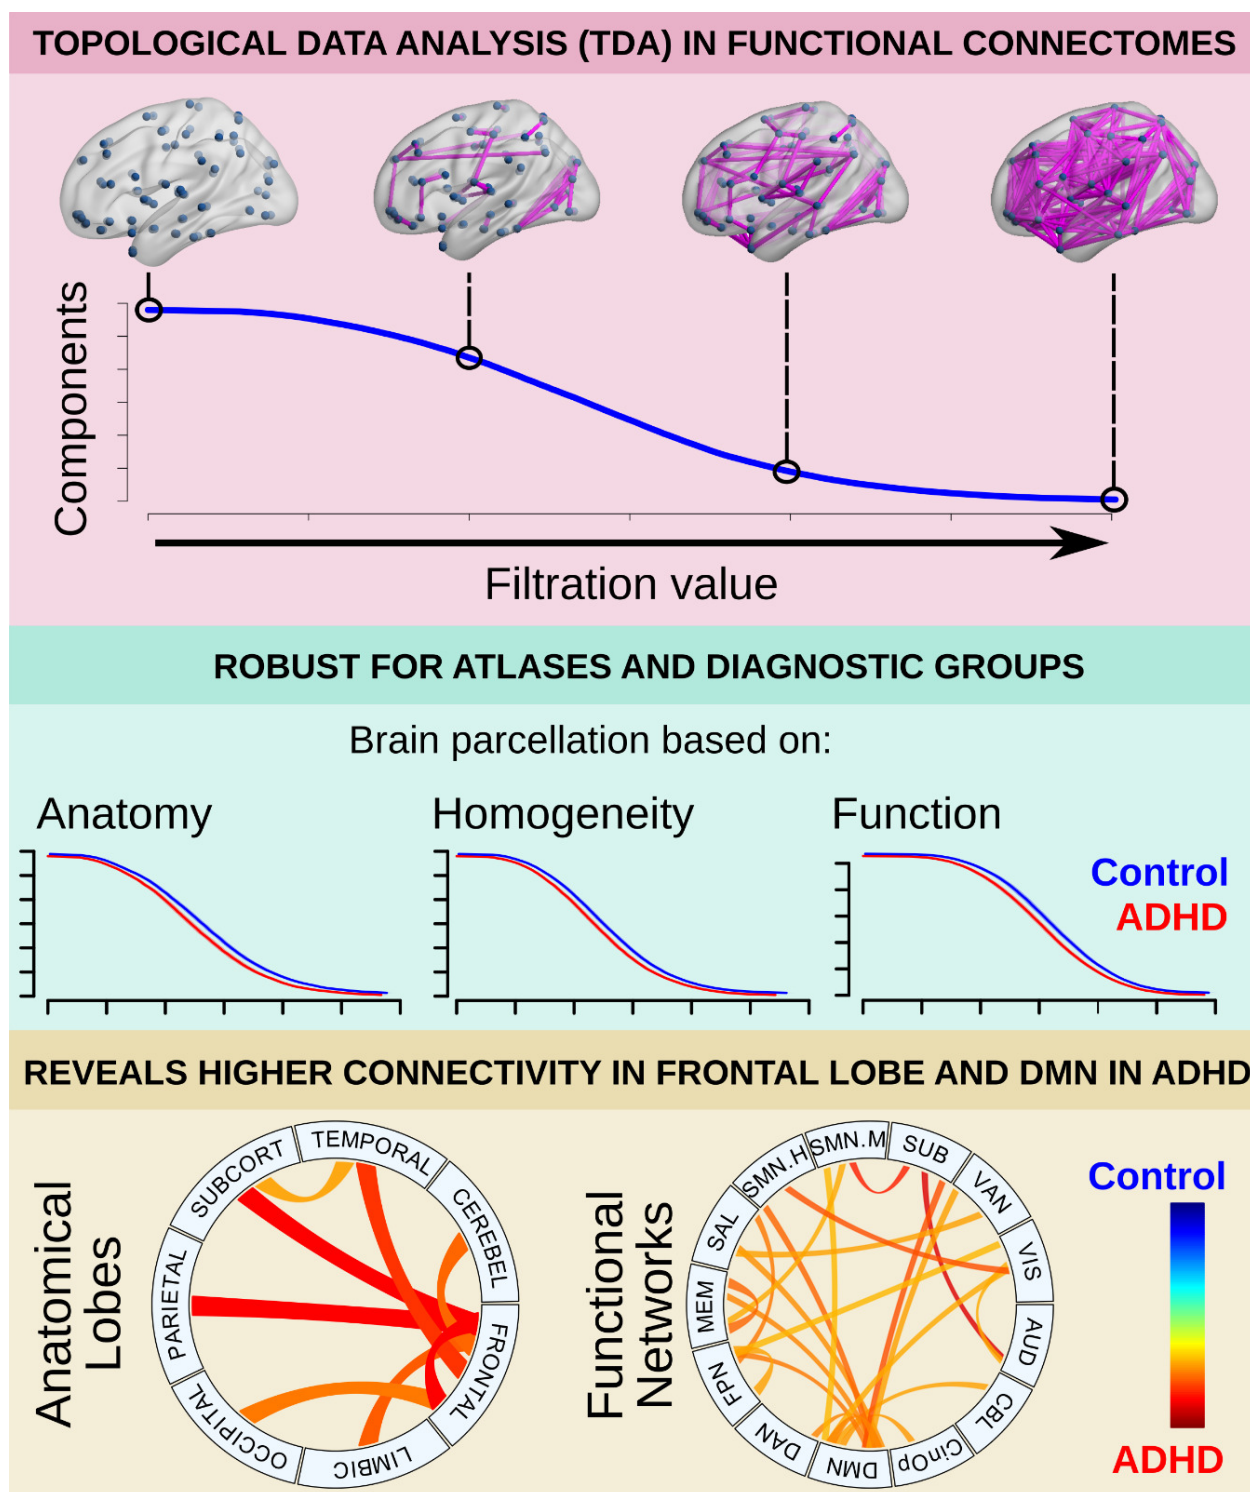 TOPOLOGICAL DATA ANALYSIS (TDA) IN FUNCTIONAL CONNECTOMES
Components
Filtration value
ROBUST FOR ATLASES AND DIAGNOSTIC GROUPS
Brain parcellation based on:
Anatomy
Homogeneity
Function
Control
ADHD
REVEALS HIGHER CONNECTIVITY IN FRONTAL LOBE AND DMN IN ADHD
Anatomical
Lobes
SUBCORT
TEMPORAL
CEREBEL
FRONTAL
LIMBIC
OCCIPITAL
PARIETAL
Functional
Networks
SMN.H
SMN.M
SUB
VAN
VIS
AUD
CBL
CinOp
DMN
DAN
FPN
MEM
SAL
Control
ADHD